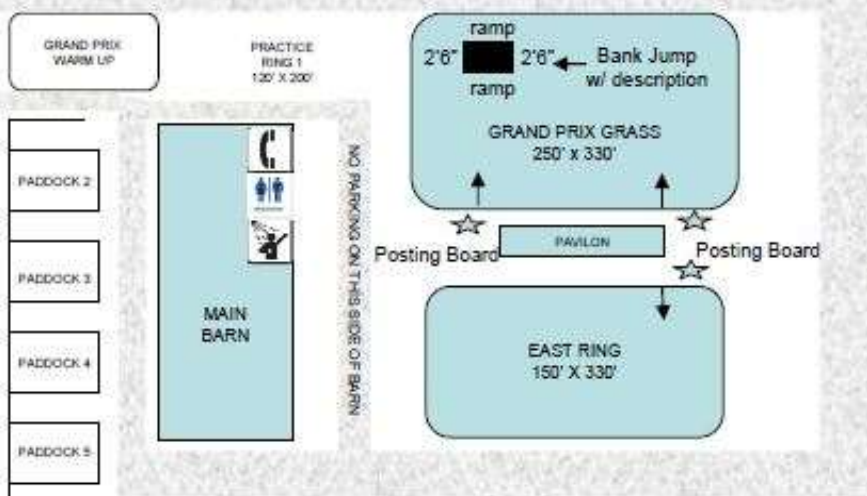 GRAND PRIX
WARM UP
PRACTICE
RING 1
120' X 200'
ramp
2'6"
2'6"
Bank Jump
w/ description
ramp
GRAND PRIX GRASS
250' x 330'
PADDOCK 2
PADDOCK 3
PADDOCK 4
PADDOCK 5
MAIN
BARN
NO PARKING ON THIS SIDE OF BARN
Posting Board
PAVILON
Posting Board
EAST RING
150' X 330'